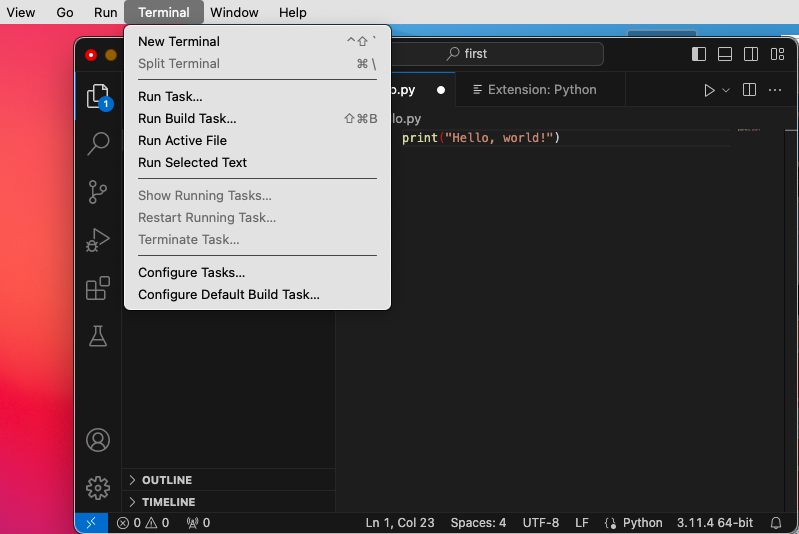 View Go Run Terminal Window Help
New Terminal ⌃⇧`
Split Terminal ⌘\
Run Task...
Run Build Task... ⇧⌘B
Run Active File
Run Selected Text
Show Running Tasks...
Restart Running Task...
Terminate Task...
Configure Tasks...
Configure Default Build Task...
first
o.py Extension: Python
lo.py
print("Hello, world!")
1
OUTLINE
TIMELINE
0 0 0 Ln 1, Col 23 Spaces: 4 UTF-8 LF Python 3.11.4 64-bit